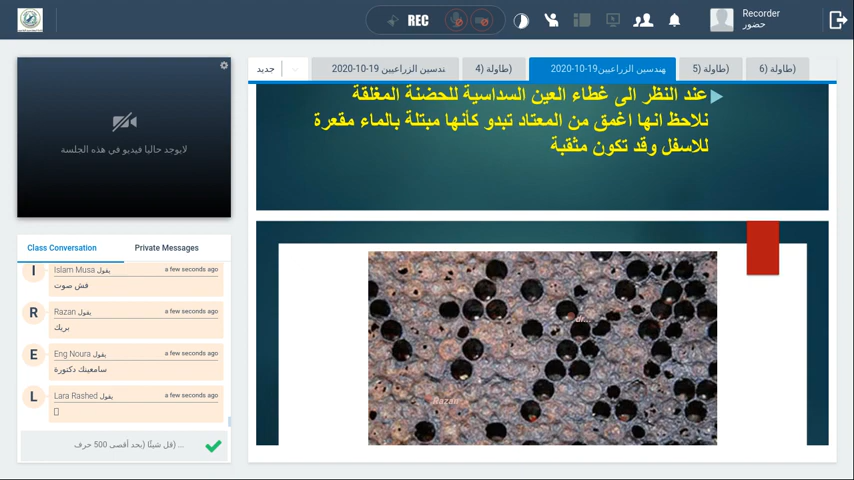 REC
Recorder
حضور
لايوجد حاليا فيديو في هذه الجلسة
جديد
ندسين الزراعيين 19-10-2020
(طاولة (4
هندسين الزراعيين19-10-2020
(طاولة (5
(طاولة (6
عند النظر الى غطاء العين السداسية للحضنة المغلقة
نلاحظ انها اغمق من المعتاد تبدو كأنها مبتلة بالماء مقعرة
للاسفل وقد تكون مثقبة
Razan
Class Conversation
Private Messages
I
Islam Musa يقول
a few seconds ago
فش صوت
R
Razan يقول
a few seconds ago
بريك
E
Eng Noura يقول
a few seconds ago
سامعينك دكتورة
L
Lara Rashed يقول
a few seconds ago
... (قل شيئًا (بحد أقصى 500 حرف